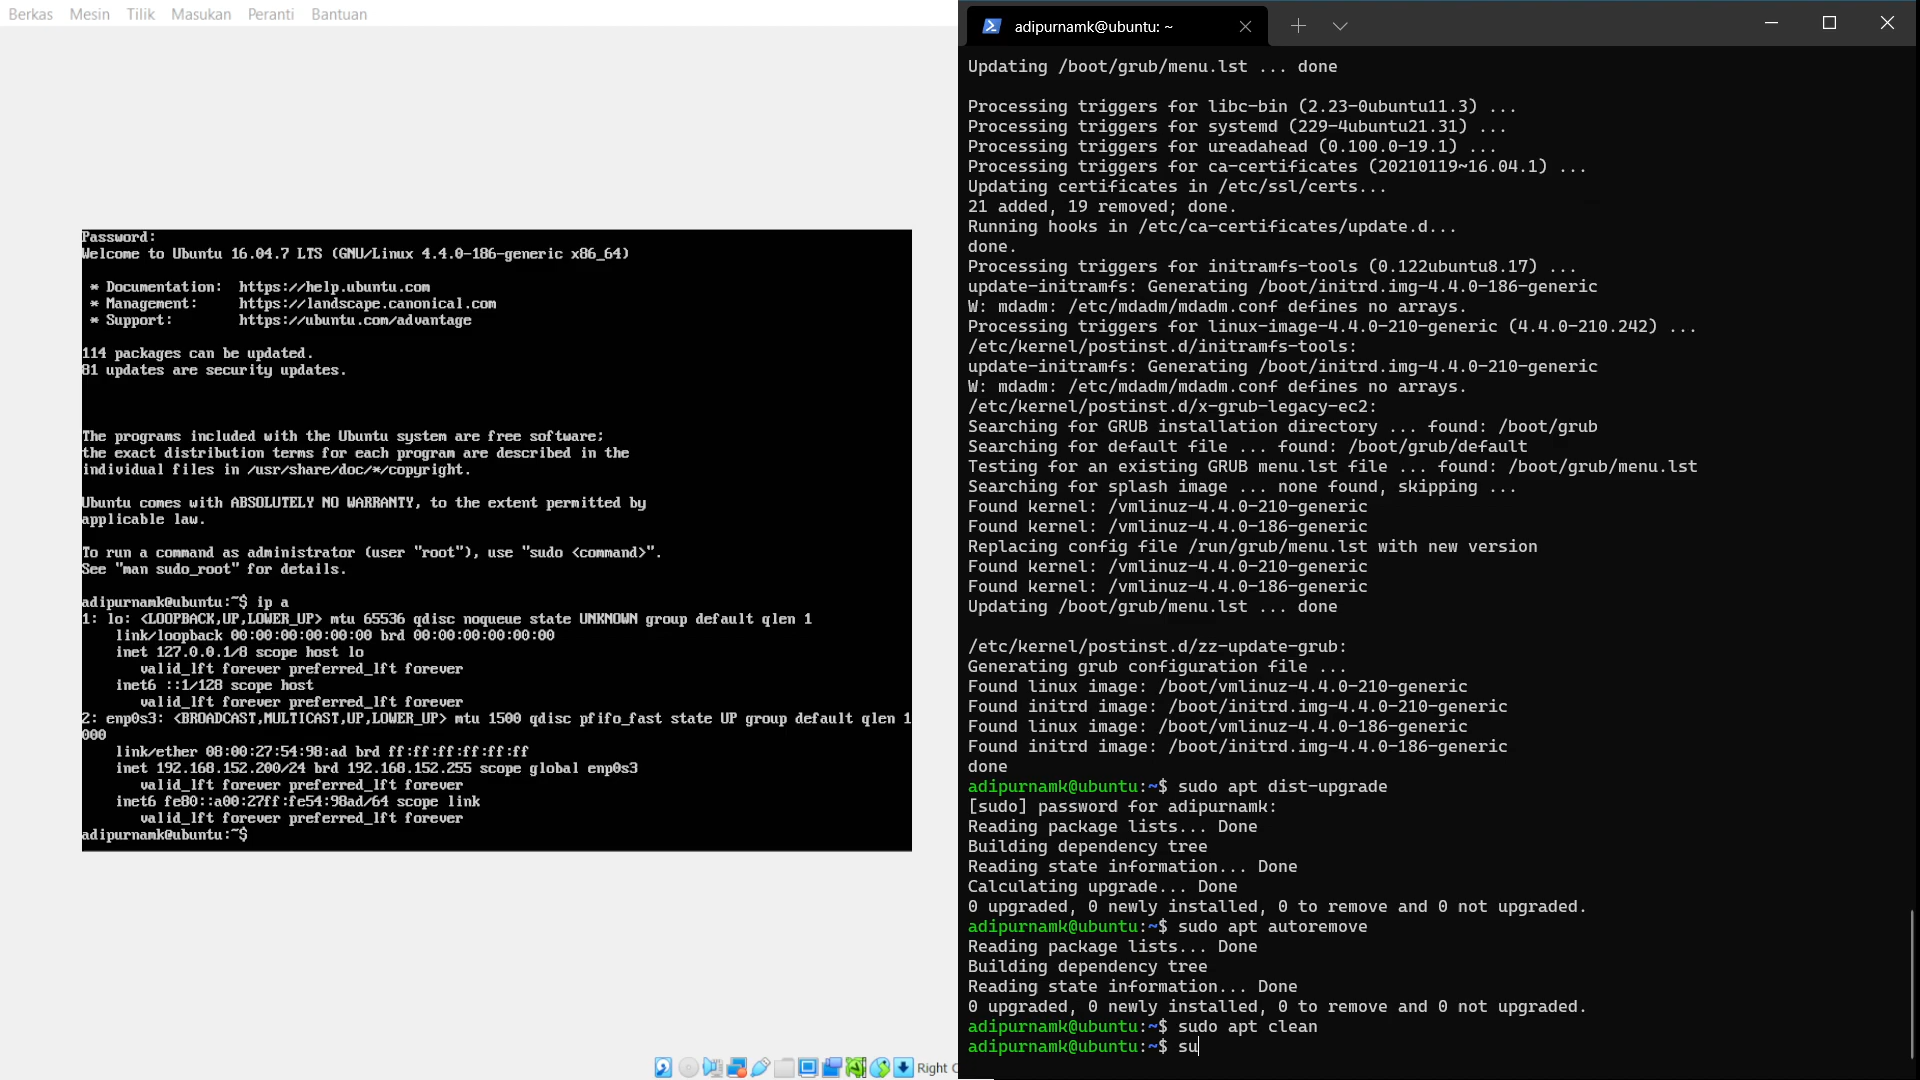 Berkas Mesin Tilik Masukan Peranti Bantuan
Password:
Welcome to Ubuntu 16.04.7 LTS (GNU/Linux 4.4.0-186-generic x86_64)
* Documentation: https://help.ubuntu.com
* Management: https://landscape.canonical.com
* Support: https://ubuntu.com/advantage
114 packages can be updated.
81 updates are security updates.
The programs included with the Ubuntu system are free software;
the exact distribution terms for each program are described in the
individual files in /usr/share/doc/*/copyright.
Ubuntu comes with ABSOLUTELY NO WARRANTY, to the extent permitted by
applicable law.
To run a command as administrator (user "root"), use "sudo <command>".
See "man sudo_root" for details.
adipurnamk@ubuntu:~$ ip a
1: lo: <LOOPBACK,UP,LOWER_UP> mtu 65536 qdisc noqueue state UNKNOWN group default qlen 1
link/loopback 00:00:00:00:00:00 brd 00:00:00:00:00:00
inet 127.0.0.1/8 scope host lo
valid_lft forever preferred_lft forever
inet6 ::1/128 scope host
valid_lft forever preferred_lft forever
2: enp0s3: <BROADCAST,MULTICAST,UP,LOWER_UP> mtu 1500 qdisc pfifo_fast state UP group default qlen 1
000
link/ether 08:00:27:54:98:ad brd ff:ff:ff:ff:ff:ff
inet 192.168.152.200/24 brd 192.168.152.255 scope global enp0s3
valid_lft forever preferred_lft forever
inet6 fe80::a00:27ff:fe54:98ad/64 scope link
valid_lft forever preferred_lft forever
adipurnamk@ubuntu:~$
Right C
adipurnamk@ubuntu: ~
Updating /boot/grub/menu.lst ... done
Processing triggers for libc-bin (2.23-0ubuntu11.3) ...
Processing triggers for systemd (229-4ubuntu21.31) ...
Processing triggers for ureadahead (0.100.0-19.1) ...
Processing triggers for ca-certificates (20210119~16.04.1) ...
Updating certificates in /etc/ssl/certs...
21 added, 19 removed; done.
Running hooks in /etc/ca-certificates/update.d...
done.
Processing triggers for initramfs-tools (0.122ubuntu8.17) ...
update-initramfs: Generating /boot/initrd.img-4.4.0-186-generic
W: mdadm: /etc/mdadm/mdadm.conf defines no arrays.
Processing triggers for linux-image-4.4.0-210-generic (4.4.0-210.242) ...
/etc/kernel/postinst.d/initramfs-tools:
update-initramfs: Generating /boot/initrd.img-4.4.0-210-generic
W: mdadm: /etc/mdadm/mdadm.conf defines no arrays.
/etc/kernel/postinst.d/x-grub-legacy-ec2:
Searching for GRUB installation directory ... found: /boot/grub
Searching for default file ... found: /boot/grub/default
Testing for an existing GRUB menu.lst file ... found: /boot/grub/menu.lst
Searching for splash image ... none found, skipping ...
Found kernel: /vmlinuz-4.4.0-210-generic
Found kernel: /vmlinuz-4.4.0-186-generic
Replacing config file /run/grub/menu.lst with new version
Found kernel: /vmlinuz-4.4.0-210-generic
Found kernel: /vmlinuz-4.4.0-186-generic
Updating /boot/grub/menu.lst ... done
/etc/kernel/postinst.d/zz-update-grub:
Generating grub configuration file ...
Found linux image: /boot/vmlinuz-4.4.0-210-generic
Found initrd image: /boot/initrd.img-4.4.0-210-generic
Found linux image: /boot/vmlinuz-4.4.0-186-generic
Found initrd image: /boot/initrd.img-4.4.0-186-generic
done
adipurnamk@ubuntu:~$ sudo apt dist-upgrade
[sudo] password for adipurnamk:
Reading package lists... Done
Building dependency tree
Reading state information... Done
Calculating upgrade... Done
0 upgraded, 0 newly installed, 0 to remove and 0 not upgraded.
adipurnamk@ubuntu:~$ sudo apt autoremove
Reading package lists... Done
Building dependency tree
Reading state information... Done
0 upgraded, 0 newly installed, 0 to remove and 0 not upgraded.
adipurnamk@ubuntu:~$ sudo apt clean
adipurnamk@ubuntu:~$ su